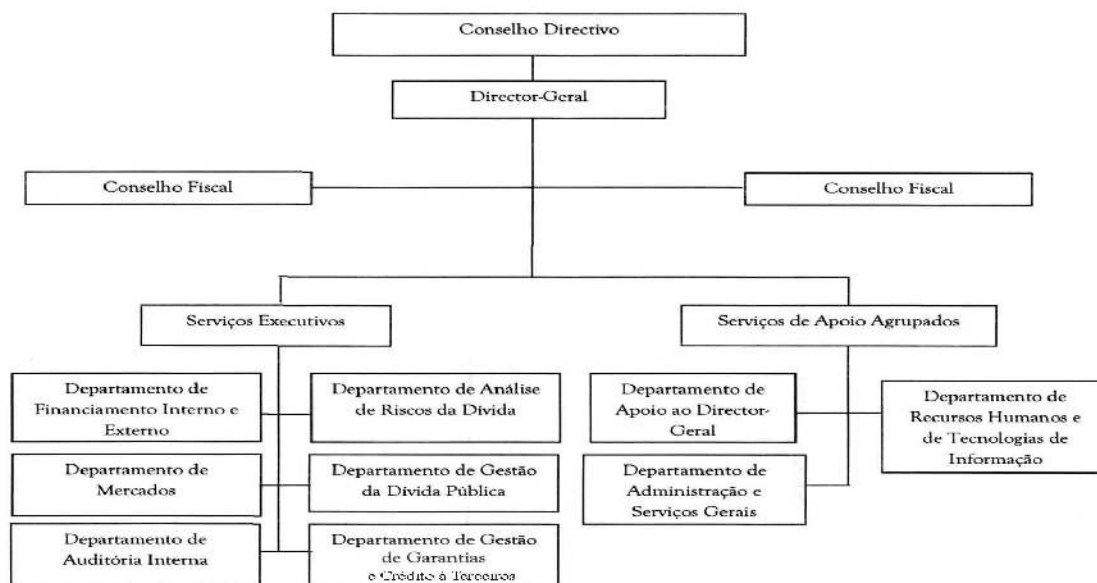 Conselho Directivo
Director-Geral
Conselho Fiscal
Conselho Fiscal
Serviços Executivos
Serviços de Apoio Agrupados
Departamento de
Financiamento Interno e
Externo
Departamento de Análise
de Riscos da Dívida
Departamento de
Apoio ao Director-
Geral
Departamento de
Recursos Humanos e
de Tecnologias de
Informação
Departamento de
Mercados
Departamento de Gestão
da Dívida Pública
Departamento de
Administração e
Serviços Gerais
Departamento de
Auditória Interna
Departamento de Gestão
de Garantias
e Crédito à Terceiros